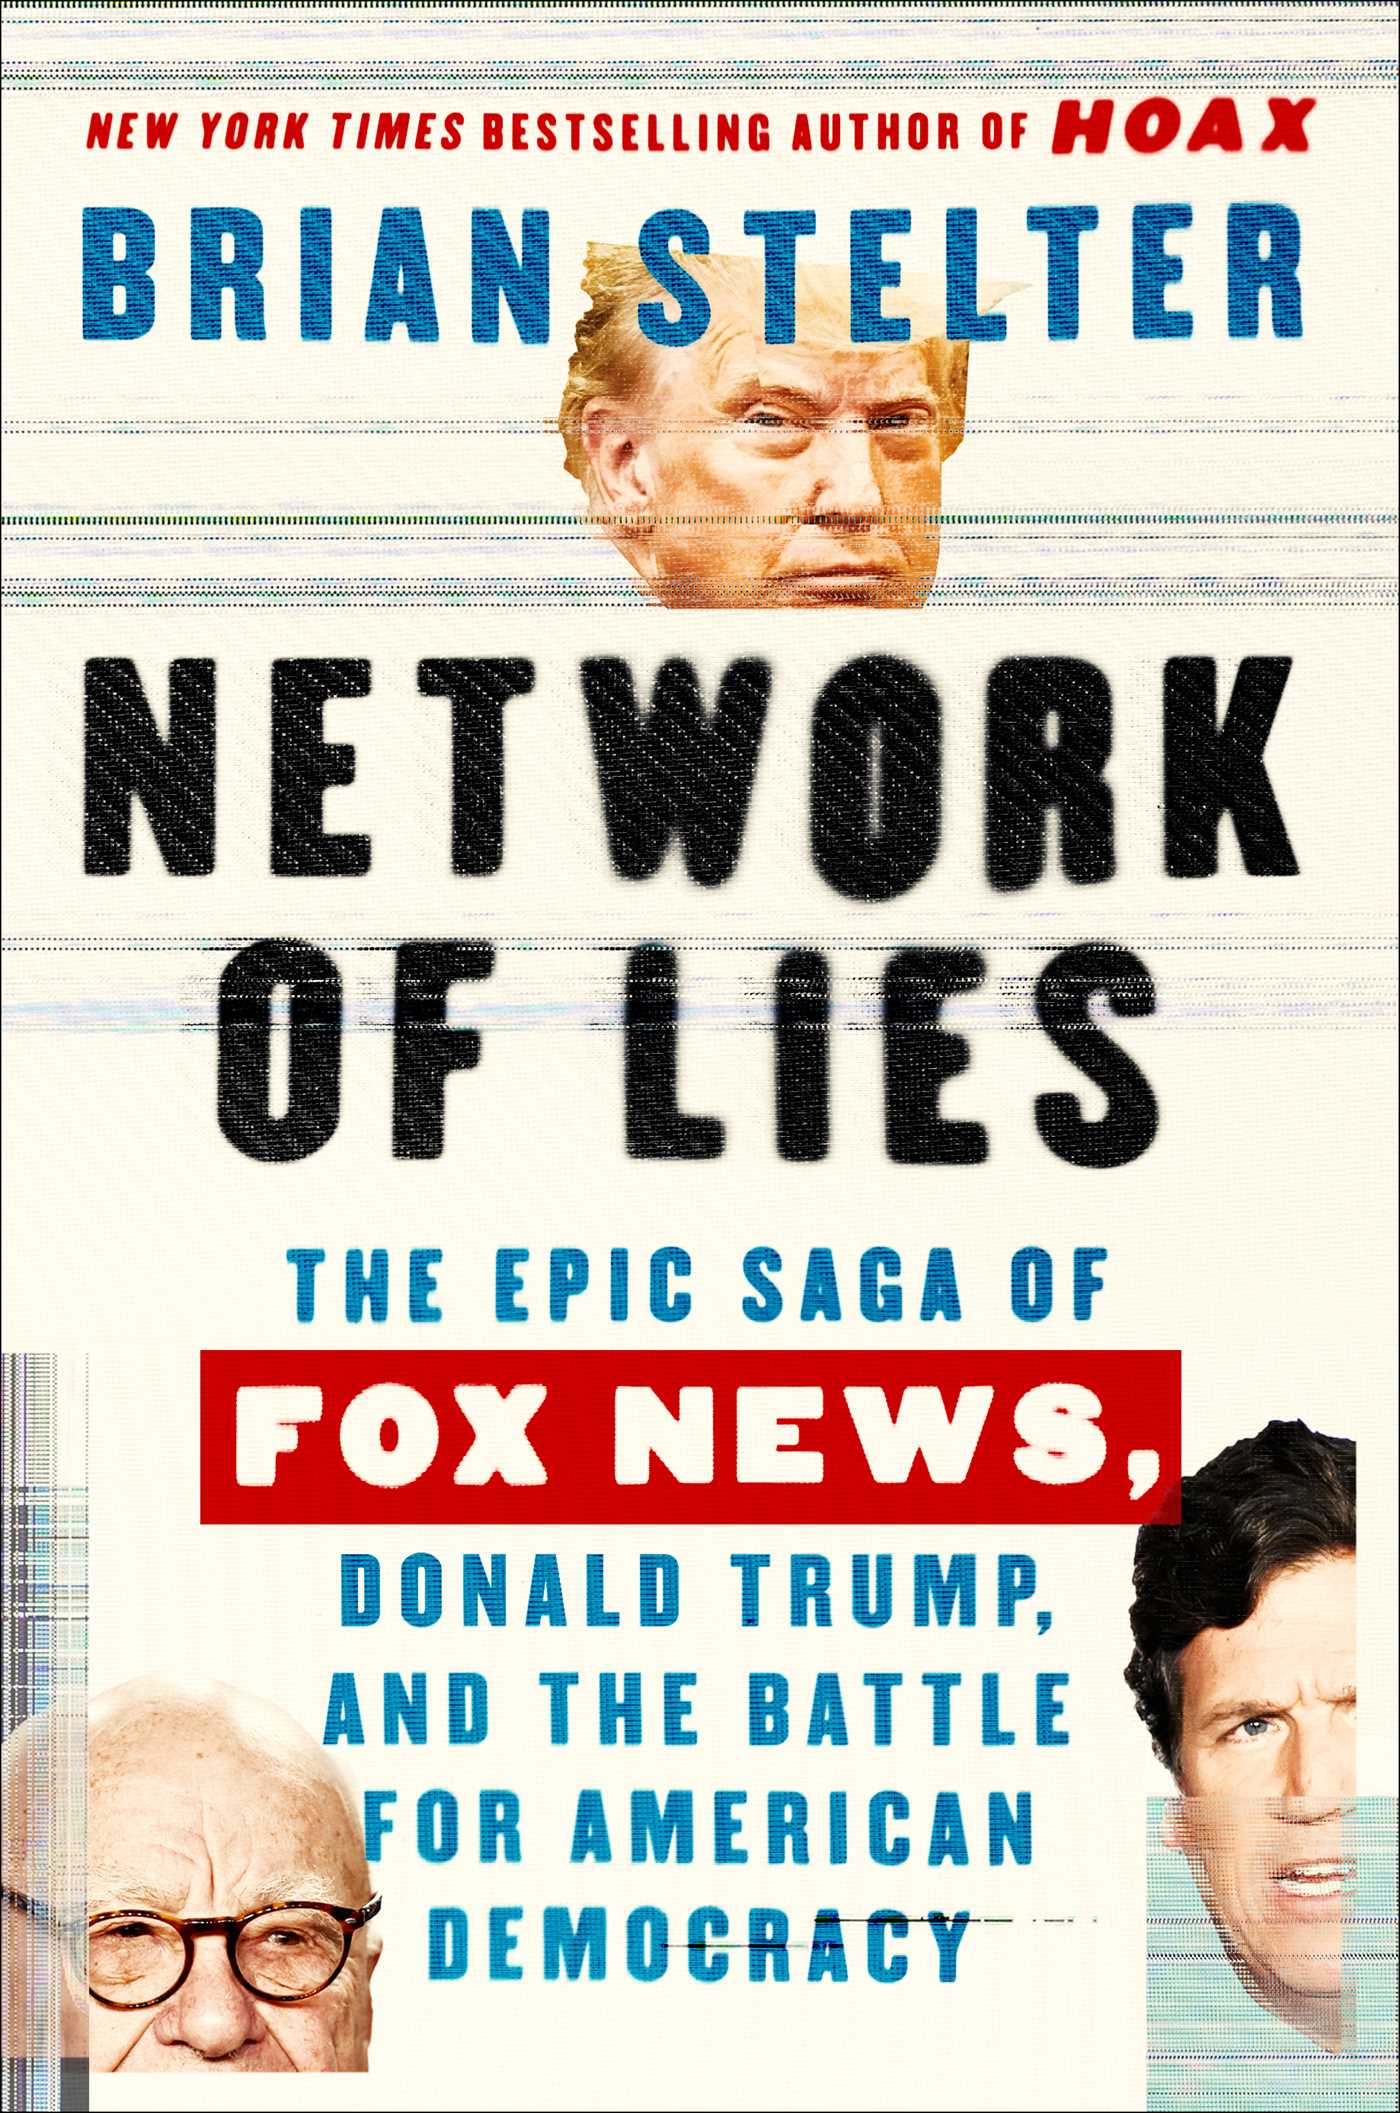 NEW YORK TIMES BESTSELLING AUTHOR OF HOAX
BRIAN STELTER
NETWORK
OF LIES
THE EPIC SAGA OF
FOX NEWS,
DONALD TRUMP,
AND THE BATTLE
FOR AMERICAN
DEMOCRACY